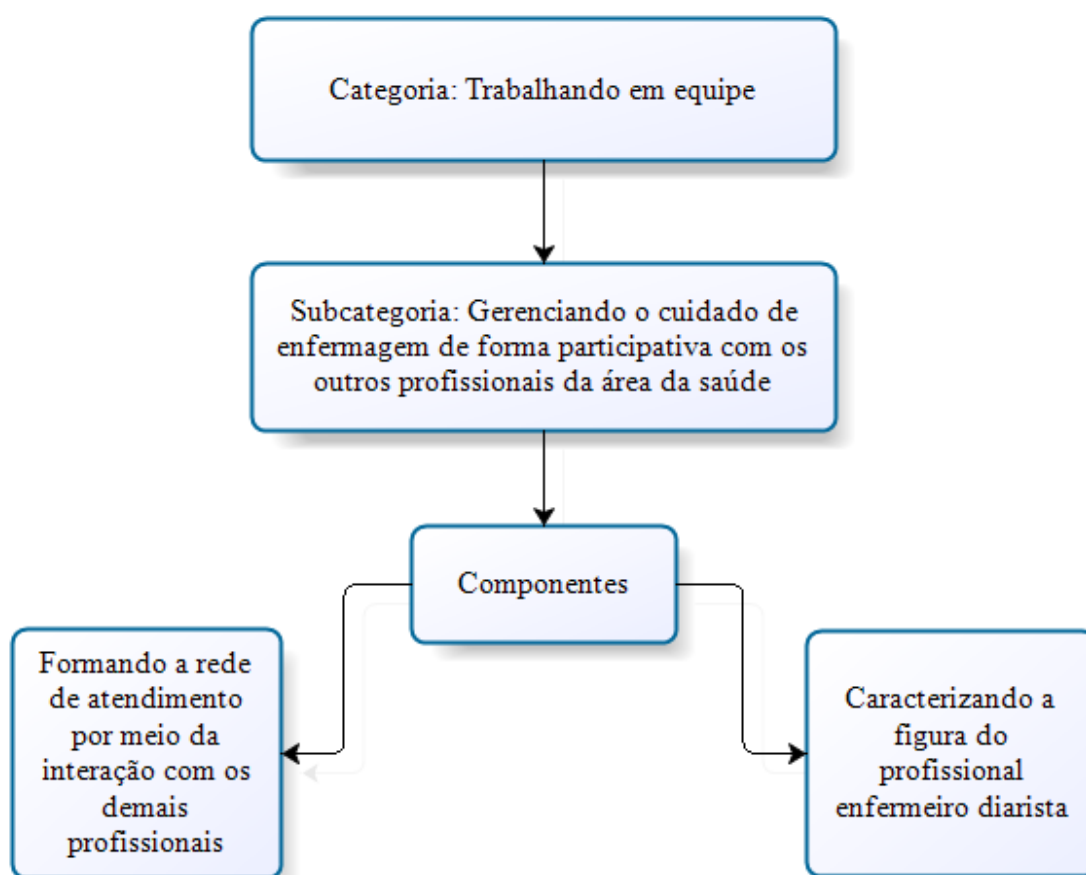 Categoria: Trabalhando em equipe
Subcategoria: Gerenciando o cuidado de
enfermagem de forma participativa com os
outros profissionais da área da saúde
Componentes
Formando a rede
de atendimento
por meio da
interação com os
demais
profissionais
Caracterizando a
figura do
profissional
enfermeiro diarista